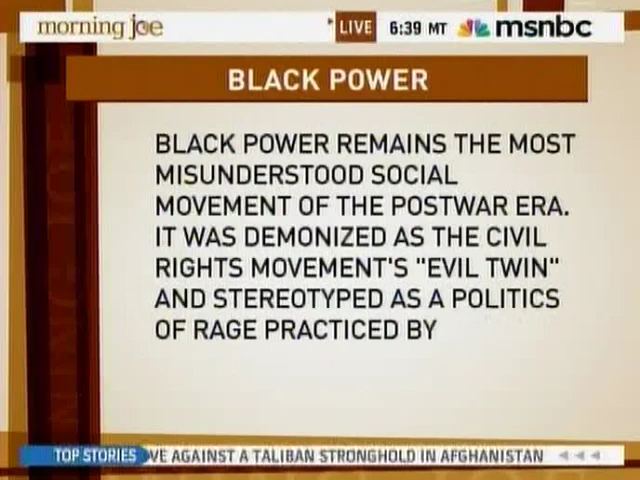 morning joe
LIVE 6:39 MT msnbc
BLACK POWER
BLACK POWER REMAINS THE MOST
MISUNDERSTOOD SOCIAL
MOVEMENT OF THE POSTWAR ERA.
IT WAS DEMONIZED AS THE CIVIL
RIGHTS MOVEMENT'S "EVIL TWIN"
AND STEREOTYPED AS A POLITICS
OF RAGE PRACTICED BY
TOP STORIES VE AGAINST A TALIBAN STRONGHOLD IN AFGHANISTAN